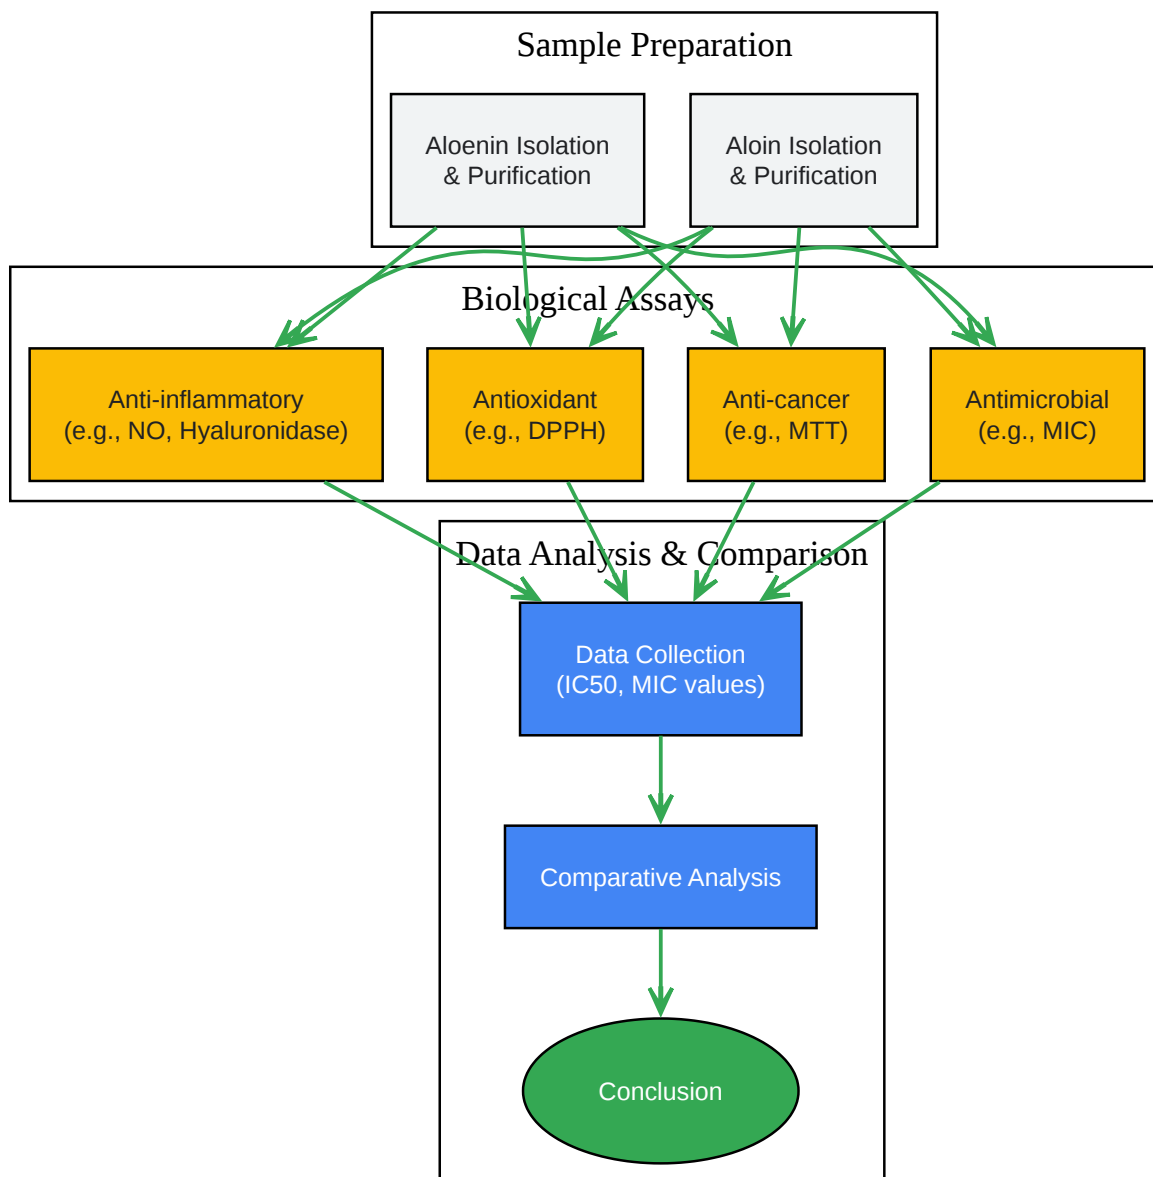 Sample Preparation
Aloenin Isolation
& Purification
Aloin Isolation
& Purification
Biological Assays
Anti-inflammatory
(e.g., NO, Hyaluronidase)
Antioxidant
(e.g., DPPH)
Anti-cancer
(e.g., MTT)
Antimicrobial
(e.g., MIC)
Data Analysis & Comparison
Data Collection
(IC50, MIC values)
Comparative Analysis
Conclusion